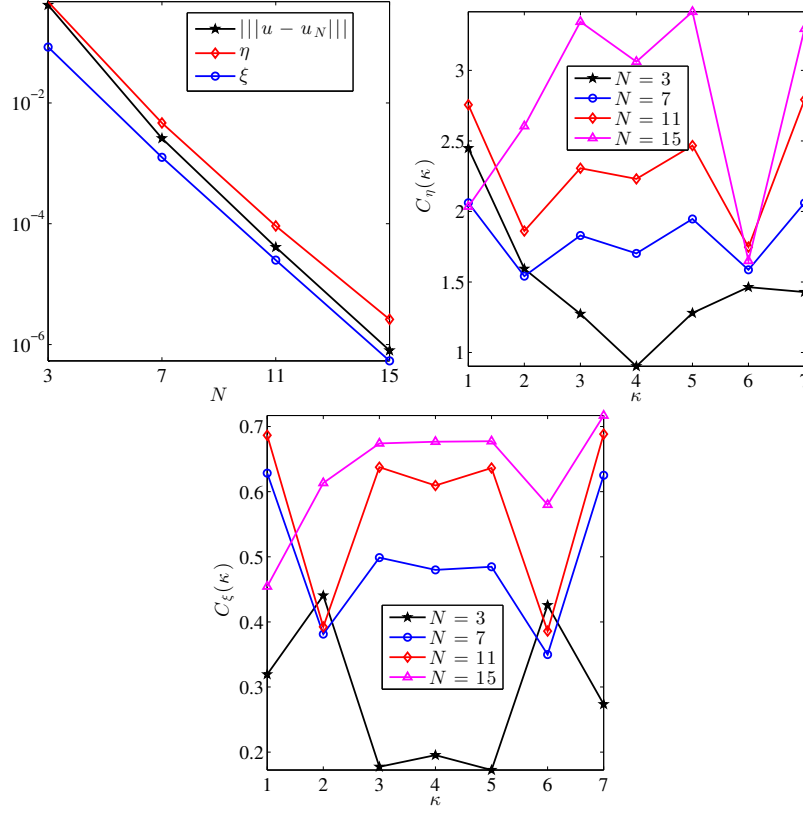 |||u − u_N|||
η
ξ
10^−2
10^−4
10^−6
3 7 11 15
N
C_η(κ)
3
2.5
2
1.5
1
N = 3
N = 7
N = 11
N = 15
1 2 3 4 5 6 7
κ
C_ξ(κ)
0.7
0.6
0.5
0.4
0.3
0.2
N = 3
N = 7
N = 11
N = 15
1 2 3 4 5 6 7
κ